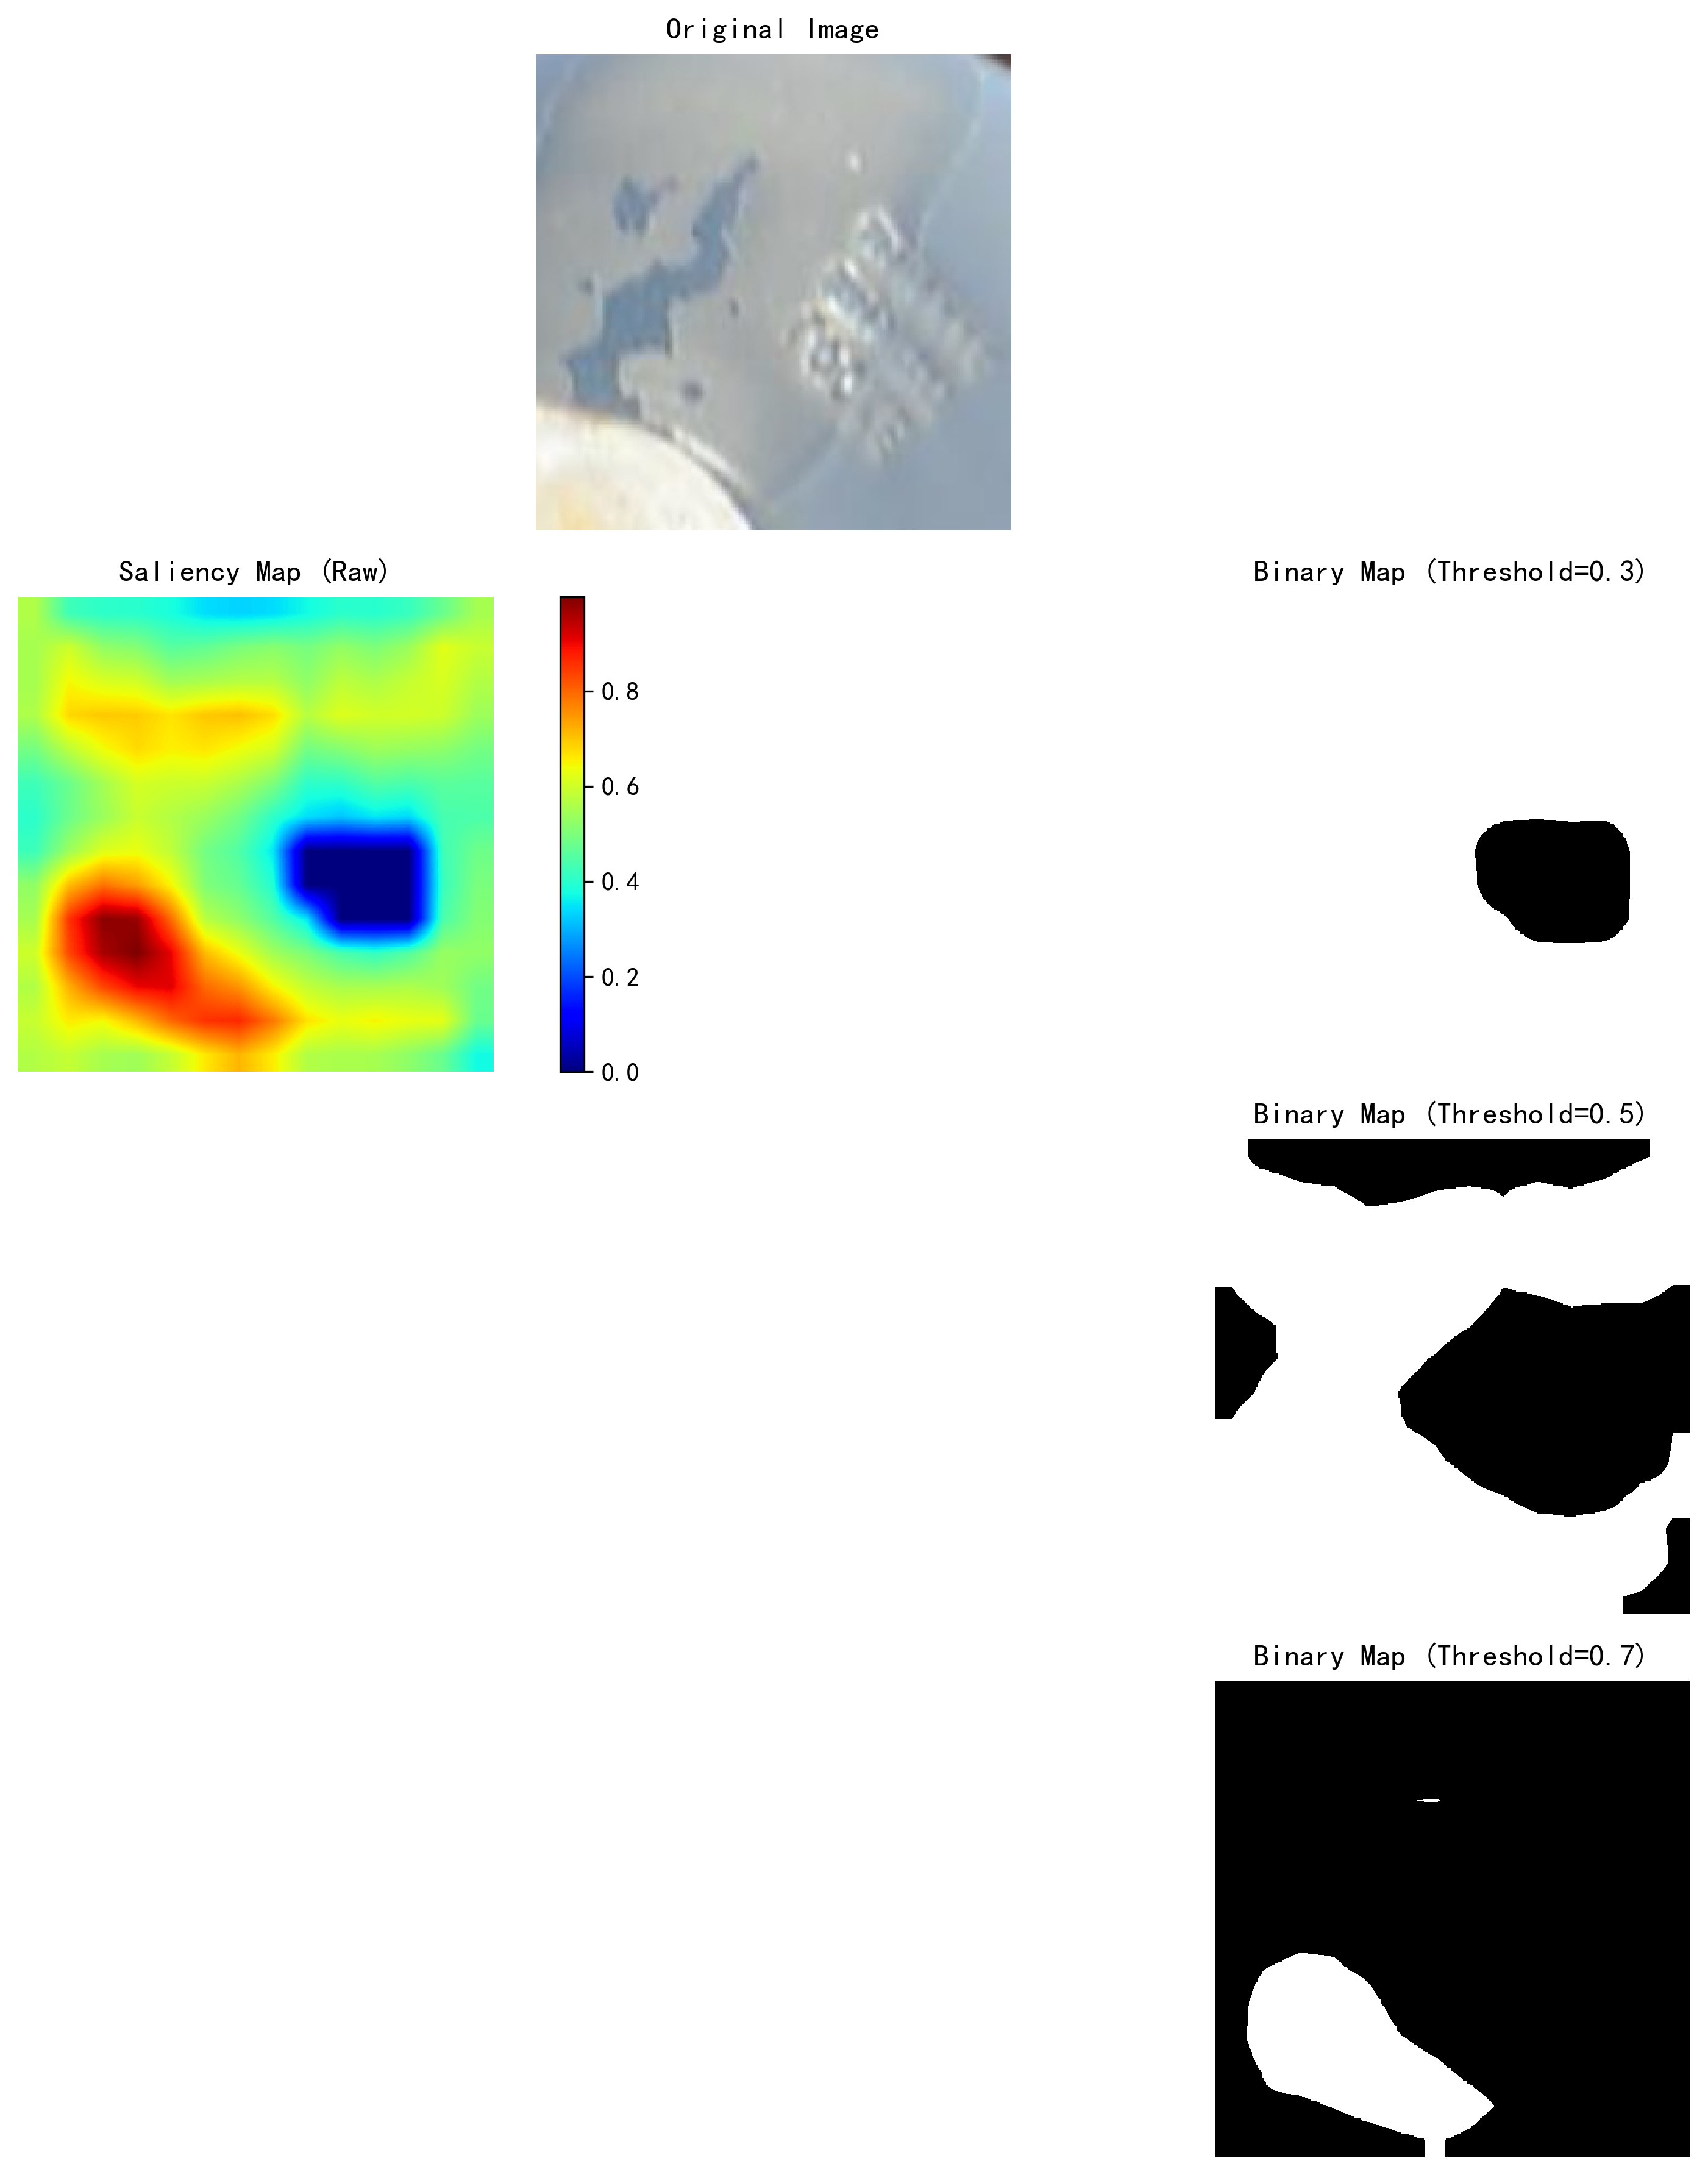 Original Image
Saliency Map (Raw)
Binary Map (Threshold=0.3)
0.8
0.6
0.4
0.2
0.0
Binary Map (Threshold=0.5)
Binary Map (Threshold=0.7)